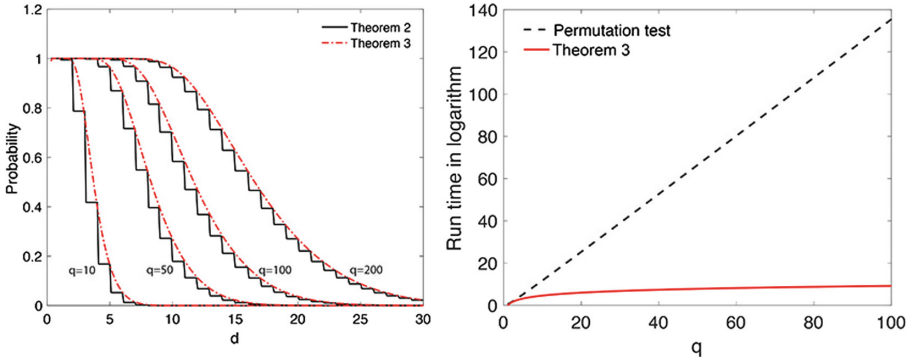 1.2
1
0.8
0.6
0.4
0.2
0
Probability
Theorem 2
Theorem 3
q=10
q=50
q=100
q=200
0 5 10 15 20 25 30
d
140
120
100
80
60
40
20
0
Run time in logarithm
Permutation test
Theorem 3
0 20 40 60 80 100
q